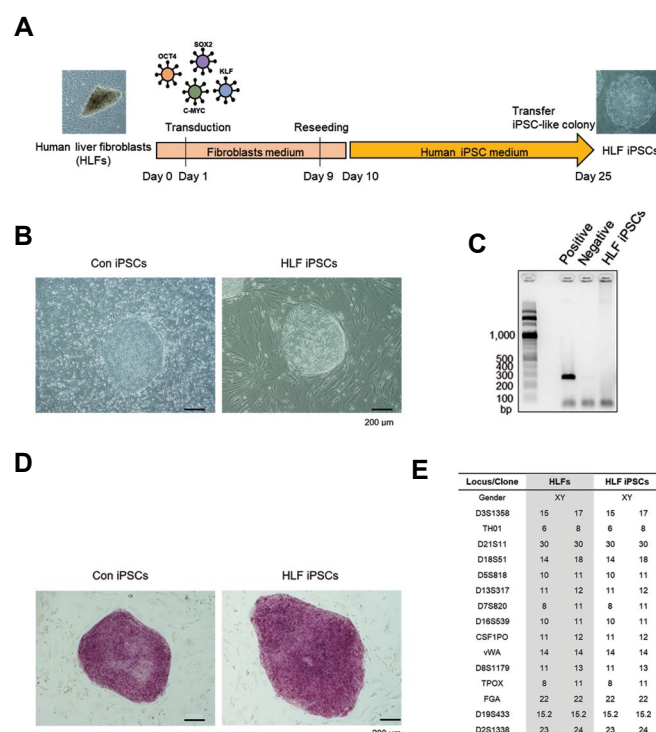 A
OCT4
SOX2
KLF
C-MYC
Transfer
iPSC-like colony
Transduction
Reseeding
Human liver fibroblasts
(HLFs)
Fibroblasts medium
Human iPSC medium
HLF iPSCs
Day 0
Day 1
Day 9
Day 10
Day 25
B
Con iPSCs
HLF iPSCs
200 µm
C
Positive
Negative
HLF iPSCs
1,000
500
400
300
200
100
bp
D
Con iPSCs
HLF iPSCs
200 µm
E
Locus/Clone HLFs HLF iPSCs
Gender XY XY
D3S1358 15 17 15 17
TH01 6 8 6 8
D21S11 30 30 30 30
D18S51 14 18 14 18
D5S818 10 11 10 11
D13S317 11 12 11 12
D7S820 8 11 8 11
D16S539 10 11 10 11
CSF1PO 11 12 11 12
vWA 14 14 14 14
D8S1179 11 13 11 13
TPOX 8 11 8 11
FGA 22 22 22 22
D19S433 15.2 15.2 15.2 15.2
D2S1338 23 24 23 24